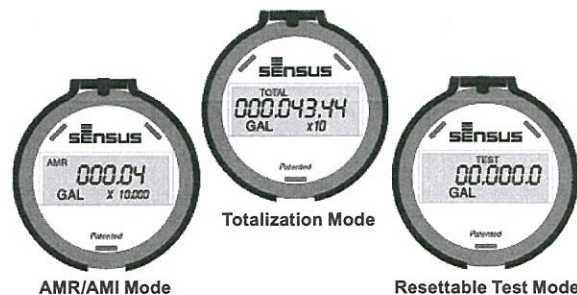 SENSUS
TOTAL
000.043.44
GAL x10
Patented
Totalization Mode
SENSUS
AMR
000.04
GAL X 10.000
Patented
AMR/AMI Mode
SENSUS
TEST
00.000.0
GAL
Patented
Resettable Test Mode